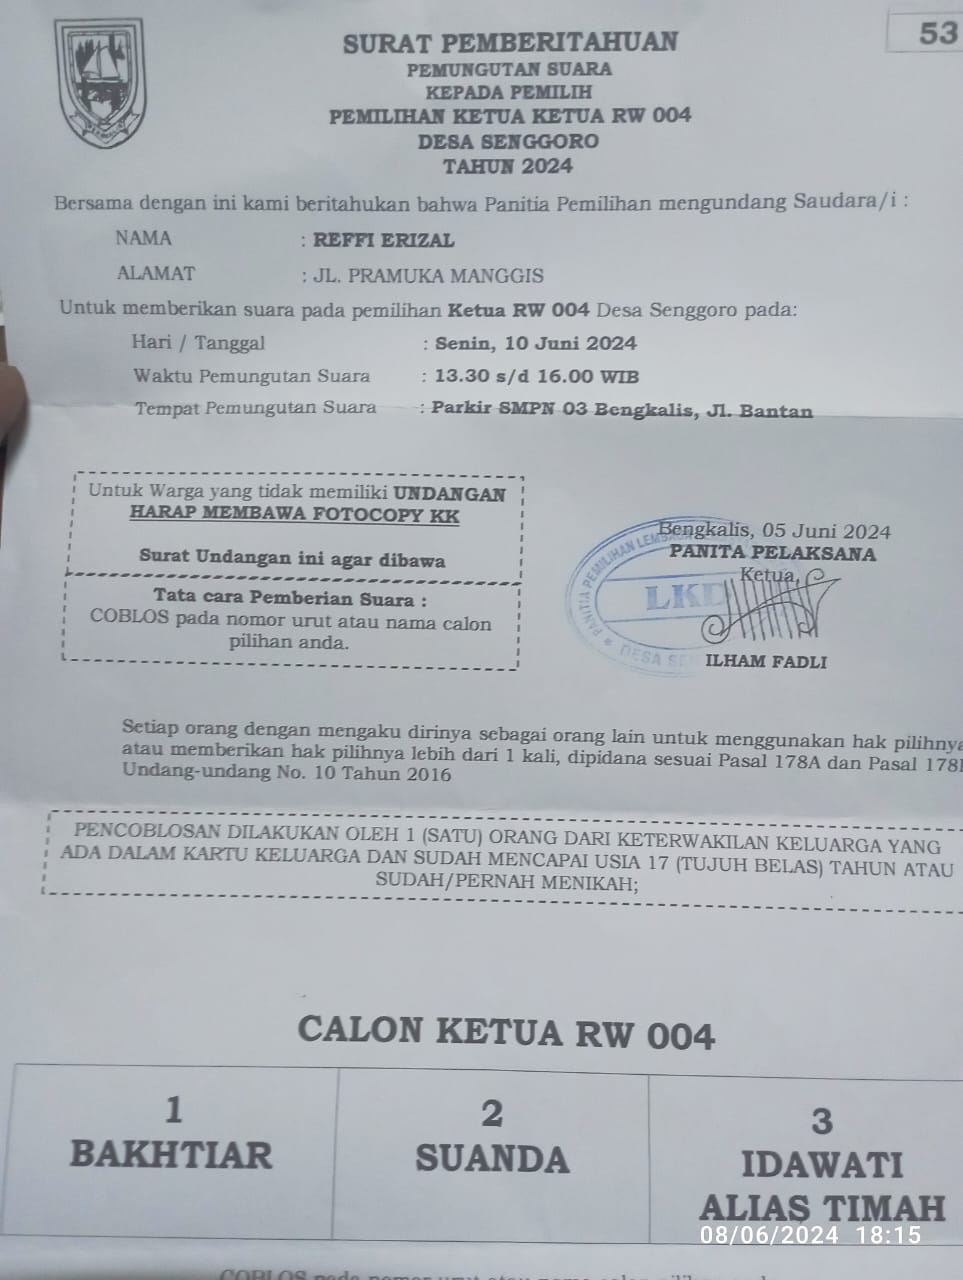 53
SURAT PEMBERITAHUAN
PEMUNGUTAN SUARA
KEPADA PEMILIH
PEMILIHAN KETUA KETUA RW 004
DESA SENGGORO
TAHUN 2024
Bersama dengan ini kami beritahukan bahwa Panitia Pemilihan mengundang Saudara/i :
NAMA : REFFI ERIZAL
ALAMAT : JL. PRAMUKA MANGGIS
Untuk memberikan suara pada pemilihan Ketua RW 004 Desa Senggoro pada:
Hari / Tanggal : Senin, 10 Juni 2024
Waktu Pemungutan Suara : 13.30 s/d 16.00 WIB
Tempat Pemungutan Suara : Parkir SMPN 03 Bengkalis, Jl. Bantan
Untuk Warga yang tidak memiliki UNDANGAN
HARAP MEMBAWA FOTOCOPY KK
Surat Undangan ini agar dibawa
Tata cara Pemberian Suara :
COBLOS pada nomor urut atau nama calon
pilihan anda.
Bengkalis, 05 Juni 2024
PANITA PELAKSANA
Ketua,
PANITIA PEMILIHAN
LKD
DESA
ILHAM FADLI
Setiap orang dengan mengaku dirinya sebagai orang lain untuk menggunakan hak pilihnya
atau memberikan hak pilihnya lebih dari 1 kali, dipidana sesuai Pasal 178A dan Pasal
Undang-undang No. 10 Tahun 2016
PENCOBLOSAN DILAKUKAN OLEH 1 (SATU) ORANG DARI KETERWAKILAN KELUARGA YANG
ADA DALAM KARTU KELUARGA DAN SUDAH MENCAPAI USIA 17 (TUJUH BELAS) TAHUN ATAU
SUDAH/PERNAH MENIKAH;
CALON KETUA RW 004
1
BAKHTIAR
2
SUANDA
3
IDAWATI
ALIAS TIMAH
08/06/2024 18:15